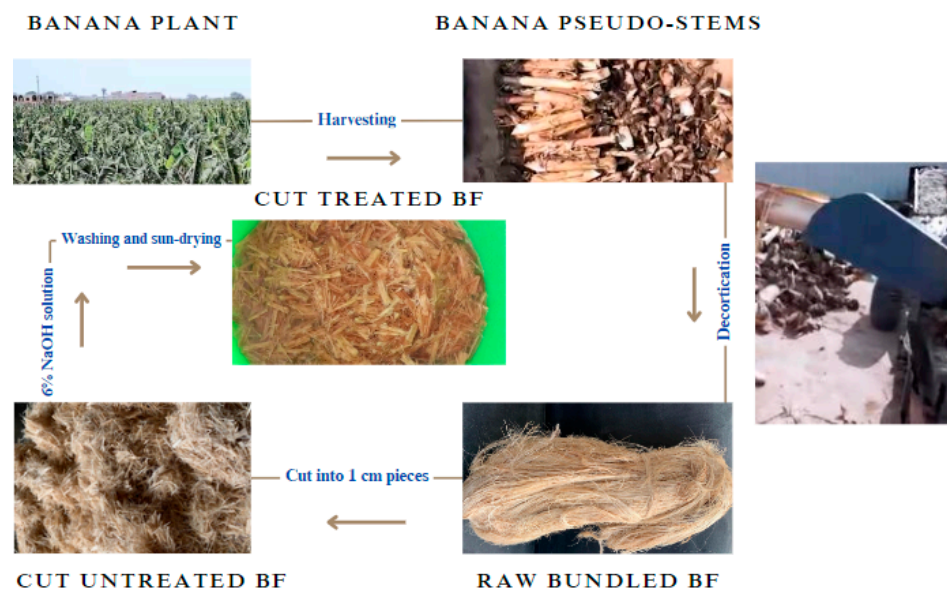 BANANA PLANT
BANANA PSEUDO-STEMS
Harvesting
CUT TREATED BF
Washing and sun-drying
6% NaOH solution
Decortication
Cut into 1 cm pieces
CUT UNTREATED BF
RAW BUNDLED BF